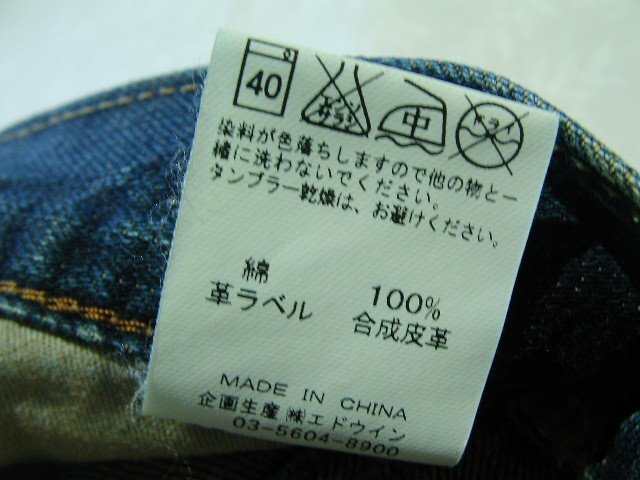 40
エンソ
サラシ
中
ドライ
染料が色落ちしますので他の物と一
緒に洗わないでください。
タンブラー乾燥は、お避けください。
綿 100%
革ラベル 合成皮革
MADE IN CHINA
企画生産 ㈱エドウイン
03-5604-8900